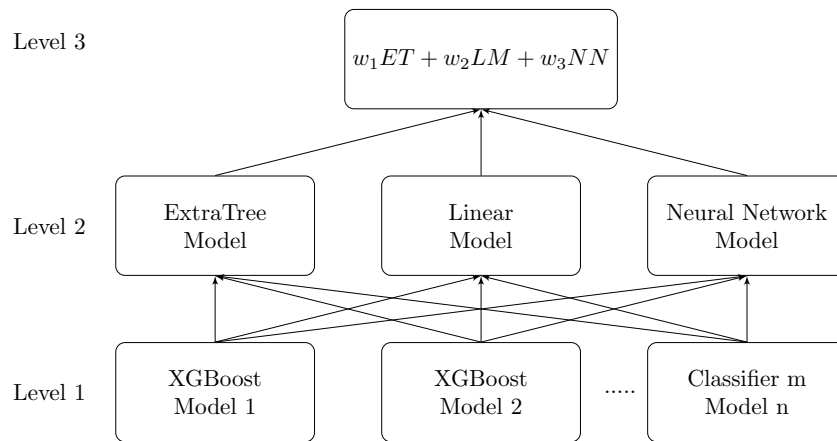 Level 3
w₁ET + w₂LM + w₃NN
Level 2
ExtraTree
Model
Linear
Model
Neural Network
Model
Level 1
XGBoost
Model 1
XGBoost
Model 2
.....
Classifier m
Model n